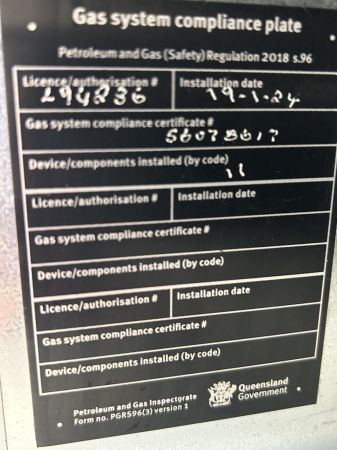 Gas system compliance plate
Petroleum and Gas (Safety) Regulation 2018 s.96
Licence/authorisation # Installation date
19-1-24
Gas system compliance certificate #
Device/components installed (by code)
11
Licence/authorisation # Installation date
Gas system compliance certificate #
Device/components installed (by code)
Licence/authorisation # Installation date
Gas system compliance certificate #
Device/components installed (by code)
Petroleum and Gas Inspectorate
Form no. PGRS96(3) version 1
Queensland
Government